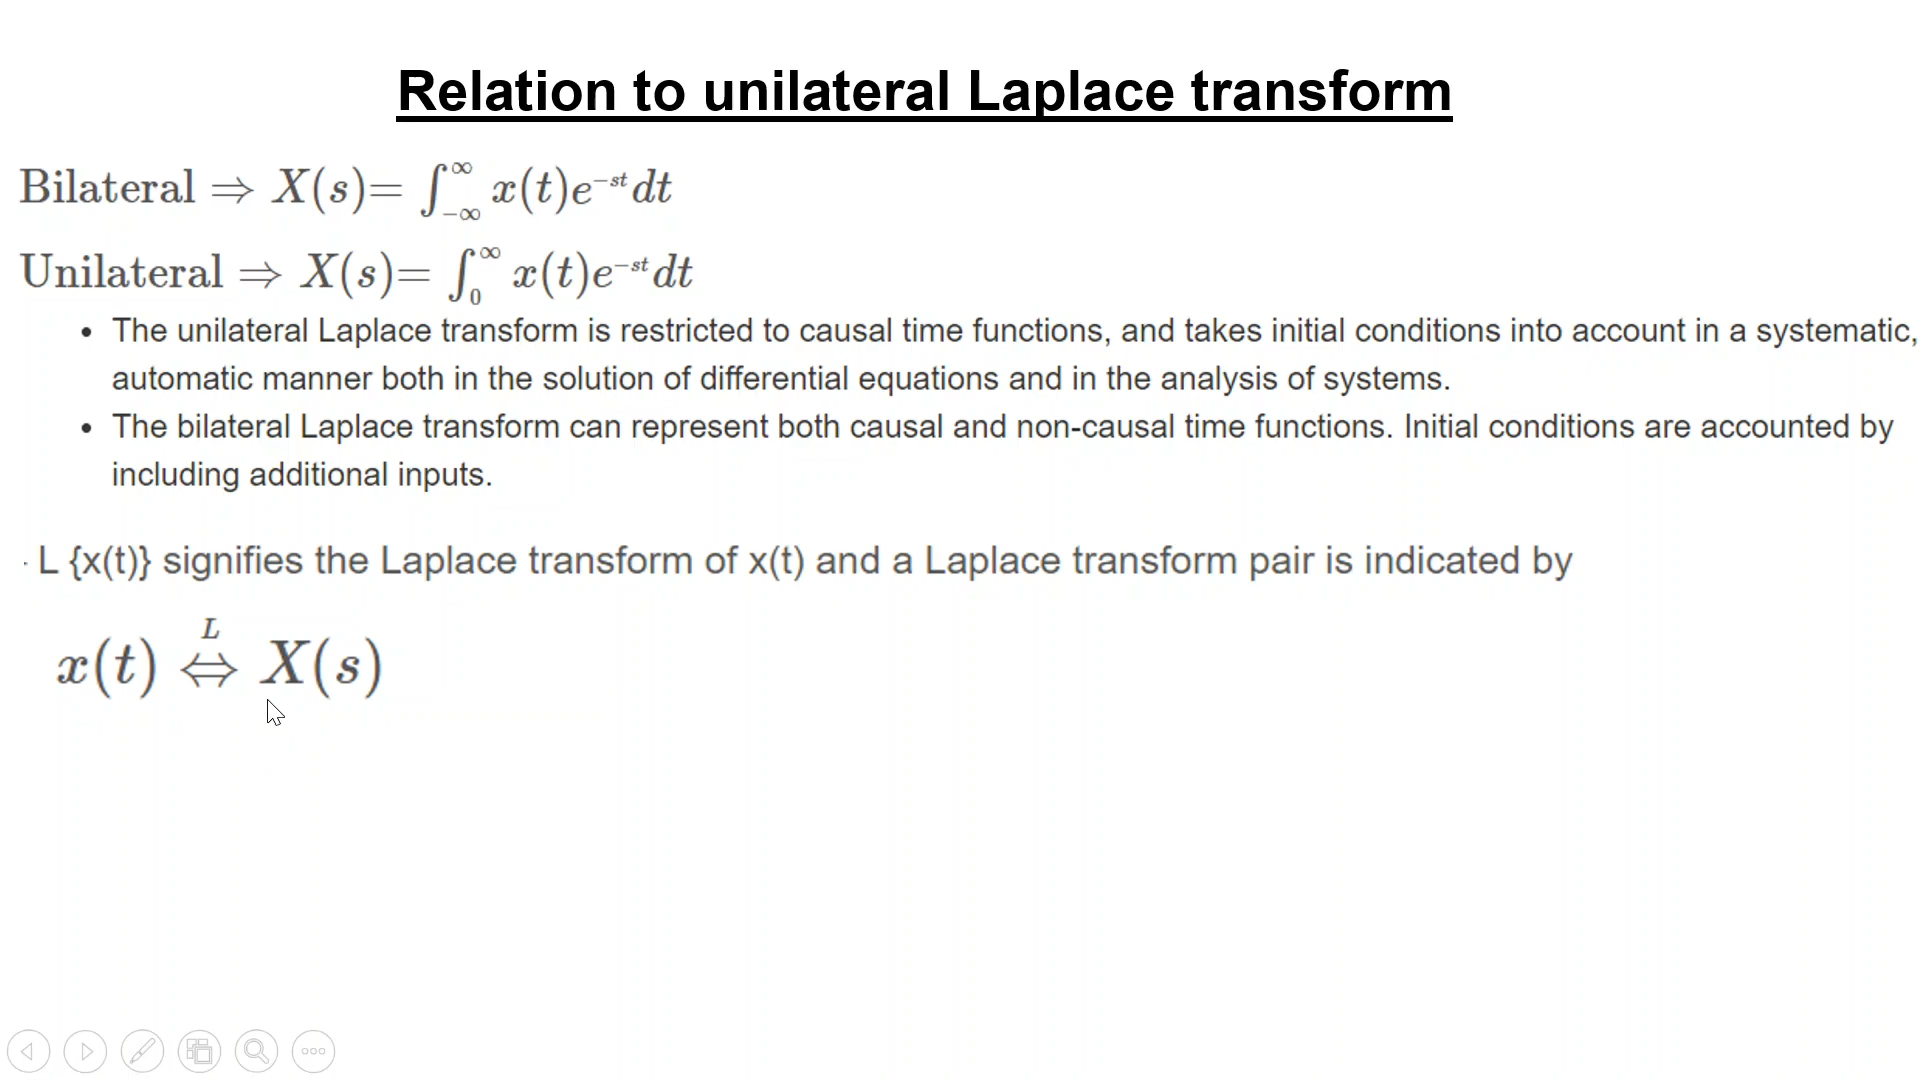 Relation to unilateral Laplace transform
Bilateral ⇒ X(s)= ∫_{-∞}^{∞} x(t)e^{-st}dt
Unilateral ⇒ X(s)= ∫_{0}^{∞} x(t)e^{-st}dt
• The unilateral Laplace transform is restricted to causal time functions, and takes initial conditions into account in a systematic,
automatic manner both in the solution of differential equations and in the analysis of systems.
• The bilateral Laplace transform can represent both causal and non-causal time functions. Initial conditions are accounted by
including additional inputs.
· L {x(t)} signifies the Laplace transform of x(t) and a Laplace transform pair is indicated by
x(t) ⇔^{L} X(s)